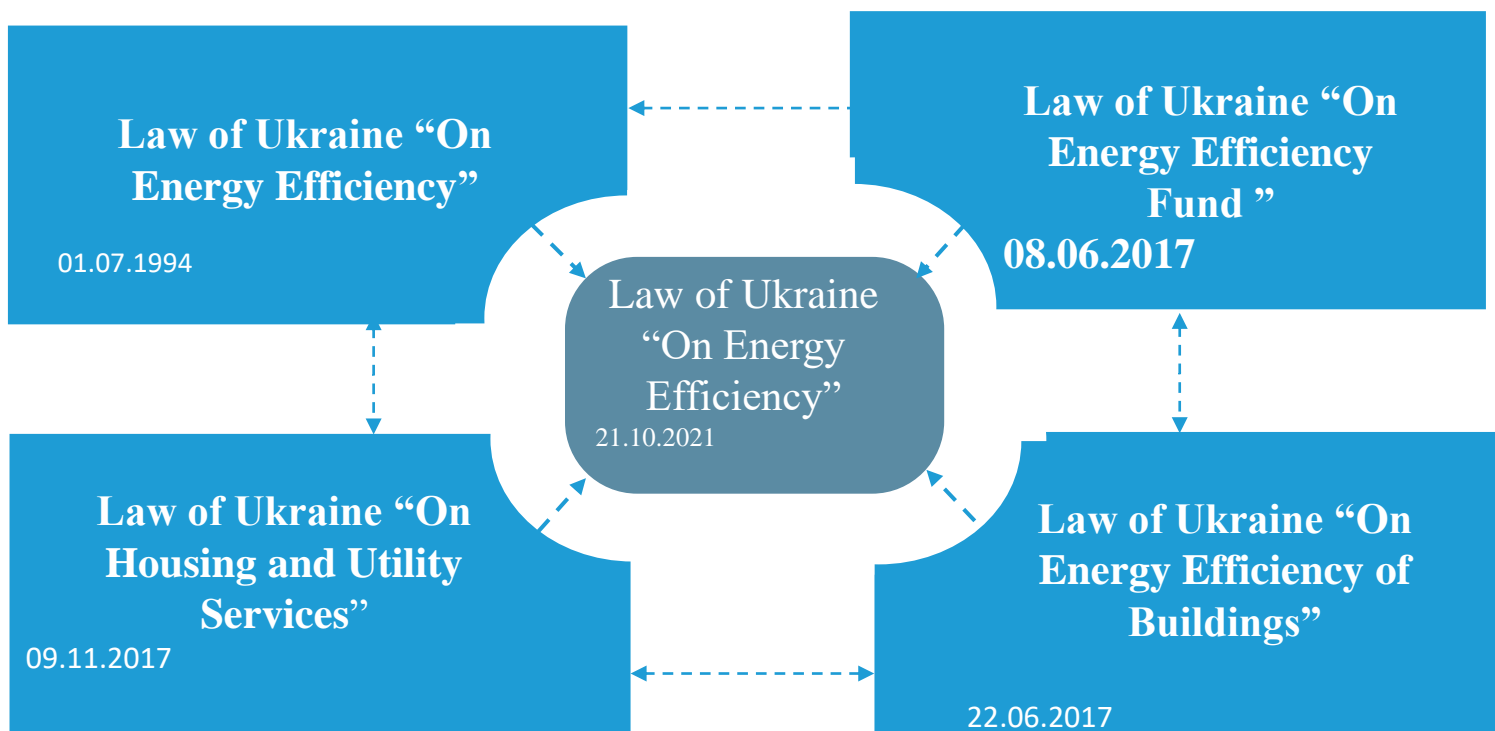 Law of Ukraine “On
Energy Efficiency”
01.07.1994
Law of Ukraine “On
Energy Efficiency
Fund ”
08.06.2017
Law of Ukraine
“On Energy
Efficiency”
21.10.2021
Law of Ukraine “On
Housing and Utility
Services”
09.11.2017
Law of Ukraine “On
Energy Efficiency of
Buildings”
22.06.2017